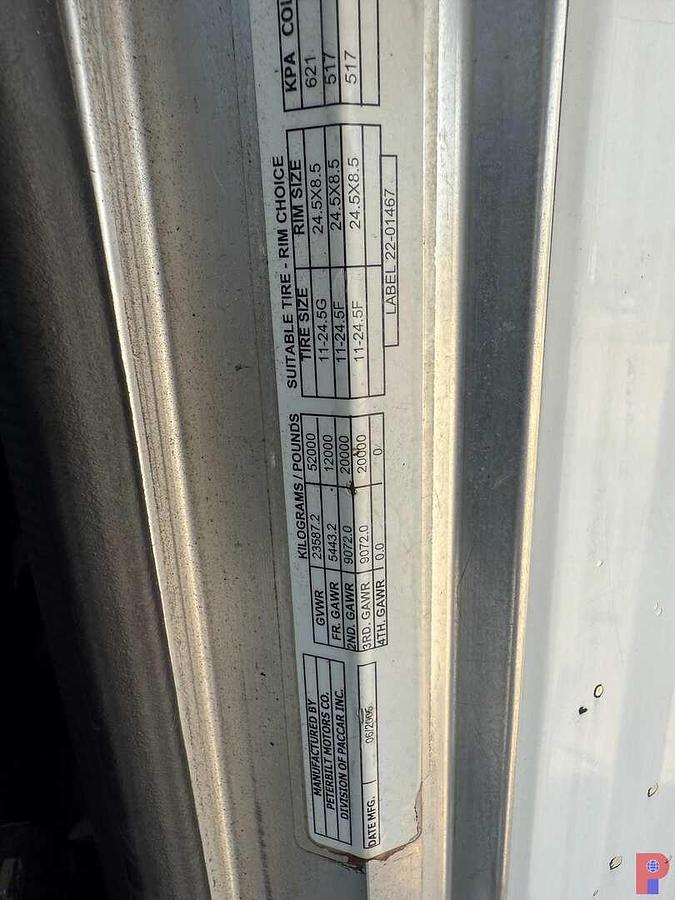 MANUFACTURED BY
PETERBILT MOTORS CO.
DIVISION OF PACCAR INC.
DATE MFG. 06/2006
KILOGRAMS / POUNDS
GVWR 23587.2 52000
FR. GAWR 5443.2 12000
2ND. GAWR 9072.0 20000
3RD. GAWR 9072.0 20000
4TH. GAWR 0.0 0
SUITABLE TIRE - RIM CHOICE
TIRE SIZE RIM SIZE
11-24.5G 24.5X8.5
11-24.5F 24.5X8.5
11-24.5F 24.5X8.5
LABEL 22-01467
KPA
621
517
517